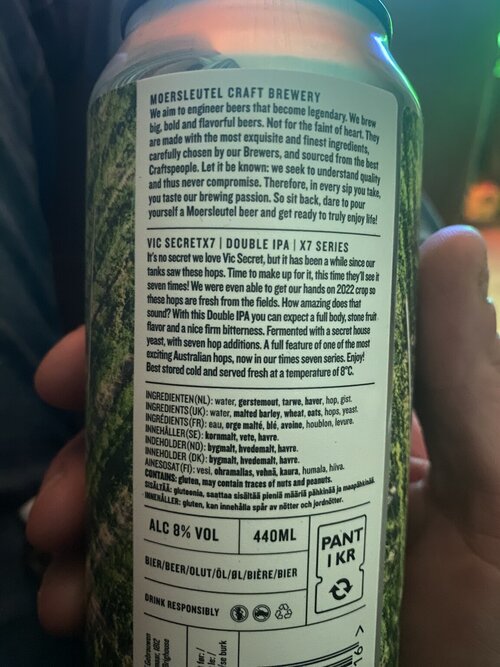 MOERSLEUTEL CRAFT BREWERY
We aim to engineer beers that become legendary. We brew
big, bold and flavorful beers. Not for the faint of heart. They
are made with the most exquisite and finest ingredients,
carefully chosen by our Brewers, and sourced from the best
Craftspeople. Let it be known: we seek to understand quality
and thus never compromise. Therefore, in every sip you take,
you taste our brewing passion. So sit back, dare to pour
yourself a Moersleutel beer and get ready to truly enjoy life!
VIC SECRETX7 | DOUBLE IPA | X7 SERIES
It's no secret we love Vic Secret, but it has been a while since our
tanks saw these hops. Time to make up for it, this time they'll see it
seven times! We were even able to get our hands on 2022 crop so
these hops are fresh from the fields. How amazing does that
sound? With this Double IPA you can expect a full body, stone fruit
flavor and a nice firm bitterness. Fermented with a secret house
yeast, with seven hop additions. A full feature of one of the most
exciting Australian hops, now in our times seven series. Enjoy!
Best stored cold and served fresh at a temperature of 8°C.
INGREDIENTEN(NL): water, gerstemout, tarwe, haver, hop, gist.
INGREDIENTS(UK): water, malted barley, wheat, oats, hops, yeast.
INGRÉDIENTS(FR): eau, orge malté, blé, avoine, houblon, levure.
INNEHÅLLER(SE): kornmalt, vete, havre.
INDEHOLDER(NO): bygmalt, hvedemalt, havre.
INNEHOLDER (DK): bygmalt, hvedemalt, havre.
AINESOSAT(FI): vesi, ohramallas, vehnä, kaura, humala, hiiva.
CONTAINS: gluten, may contain traces of nuts and peanuts.
SISÄLTÄÄ: gluteenia, saattaa sisältää pieniä määriä pähkinää ja maapähkinää.
INNEHÅLLER: gluten, kan innehålla spår av nötter och jordnötter.
ALC 8% VOL
440ML
PANT
1 KR
BIER/BEER/OLUT/ÖL/ØL/BIÈRE/BIER
DRINK RESPONSIBLY
16 >